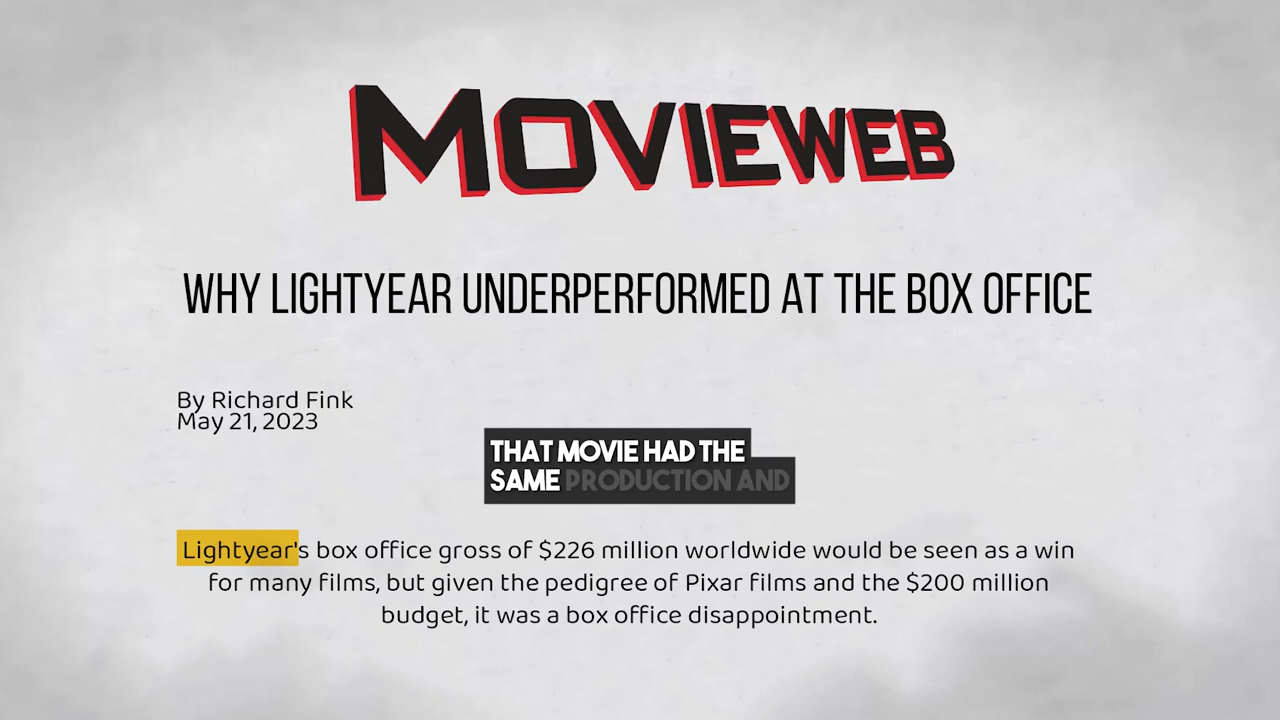 MOVIEWEB
WHY LIGHTYEAR UNDERPERFORMED AT THE BOX OFFICE
By Richard Fink
May 21, 2023
THAT MOVIE HAD THE
SAME PRODUCTION AND
Lightyear's box office gross of $226 million worldwide would be seen as a win
for many films, but given the pedigree of Pixar films and the $200 million
budget, it was a box office disappointment.